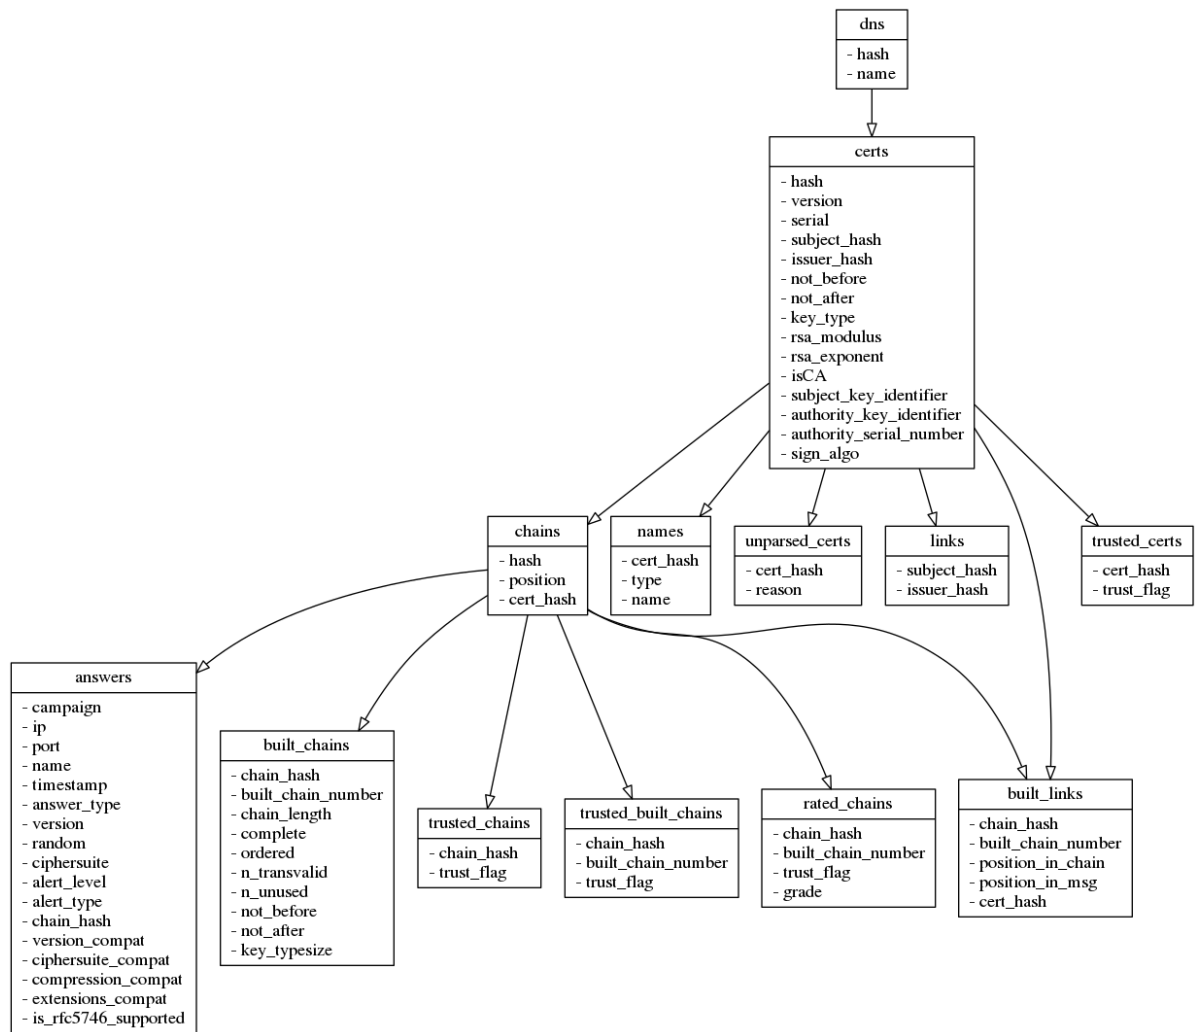 dns
- hash
- name
certs
- hash
- version
- serial
- subject_hash
- issuer_hash
- not_before
- not_after
- key_type
- rsa_modulus
- rsa_exponent
- isCA
- subject_key_identifier
- authority_key_identifier
- authority_serial_number
- sign_algo
chains
- hash
- position
- cert_hash
names
- cert_hash
- type
- name
unparsed_certs
- cert_hash
- reason
links
- subject_hash
- issuer_hash
trusted_certs
- cert_hash
- trust_flag
answers
- campaign
- ip
- port
- name
- timestamp
- answer_type
- version
- random
- ciphersuite
- alert_level
- alert_type
- chain_hash
- version_compat
- ciphersuite_compat
- compression_compat
- extensions_compat
- is_rfc5746_supported
built_chains
- chain_hash
- built_chain_number
- chain_length
- complete
- ordered
- n_transvalid
- n_unused
- not_before
- not_after
- key_typesize
trusted_chains
- chain_hash
- trust_flag
trusted_built_chains
- chain_hash
- built_chain_number
- trust_flag
rated_chains
- chain_hash
- built_chain_number
- trust_flag
- grade
built_links
- chain_hash
- built_chain_number
- position_in_chain
- position_in_msg
- cert_hash